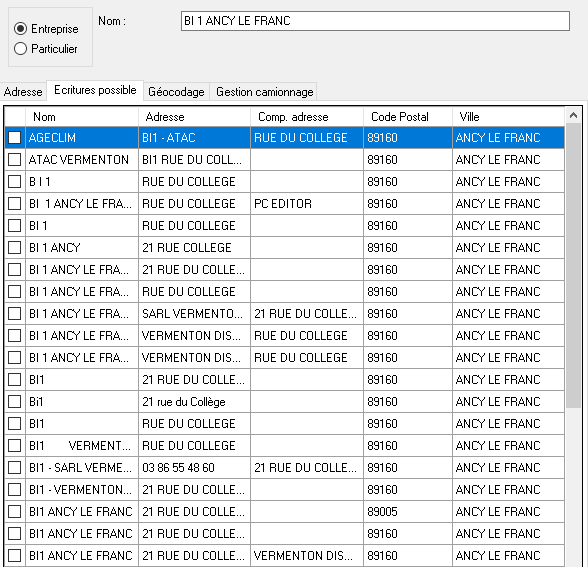 Entreprise
Particulier
Nom :
BI 1 ANCY LE FRANC
Adresse Ecritures possible Géocodage Gestion camionnage
Nom Adresse Comp. adresse Code Postal Ville
AGECLIM BI1 - ATAC RUE DU COLLEGE 89160 ANCY LE FRANC
ATAC VERMENTON BI1 RUE DU COLL... 89160 ANCY LE FRANC
B I 1 RUE DU COLLEGE 89160 ANCY LE FRANC
BI  1 ANCY LE FRA... RUE DU COLLEGE PC EDITOR 89160 ANCY LE FRANC
BI 1 RUE DU COLLEGE 89160 ANCY LE FRANC
BI 1 ANCY 21 RUE COLLEGE 89160 ANCY LE FRANC
BI 1 ANCY LE FRA... 21 RUE DU COLLE... 89160 ANCY LE FRANC
BI 1 ANCY LE FRA... RUE DU COLLEGE 89160 ANCY LE FRANC
BI 1 ANCY LE FRA... SARL VERMENTO... 21 RUE DU COLLE... 89160 ANCY LE FRANC
BI 1 ANCY LE FRA... VERMENTON DIS... RUE DU COLLEGE 89160 ANCY LE FRANC
BI 1 ANCY LE FRA... VERMENTON DIS... RUE DU COLLEGE 89160 ANCY LE FRANC
BI1 21 RUE DU COLLE... 89160 ANCY LE FRANC
Bi1 21 rue du Collège 89160 ANCY LE FRANC
BI1 RUE DU COLLEGE 89160 ANCY LE FRANC
BI1 VERMENT... RUE DU COLLEGE 89160 ANCY LE FRANC
BI1 - SARL VERME... 03 86 55 48 60 21 RUE DU COLLE... 89160 ANCY LE FRANC
BI1 - VERMENTON... 21 RUE DU COLLE... 89160 ANCY LE FRANC
BI1 ANCY LE FRANC 21 RUE DU COLLE... 89005 ANCY LE FRANC
BI1 ANCY LE FRANC 21 RUE DU COLLE... 89160 ANCY LE FRANC
BI1 ANCY LE FRANC 21 RUE DU COLLE... VERMENTON DIS... 89160 ANCY LE FRANC